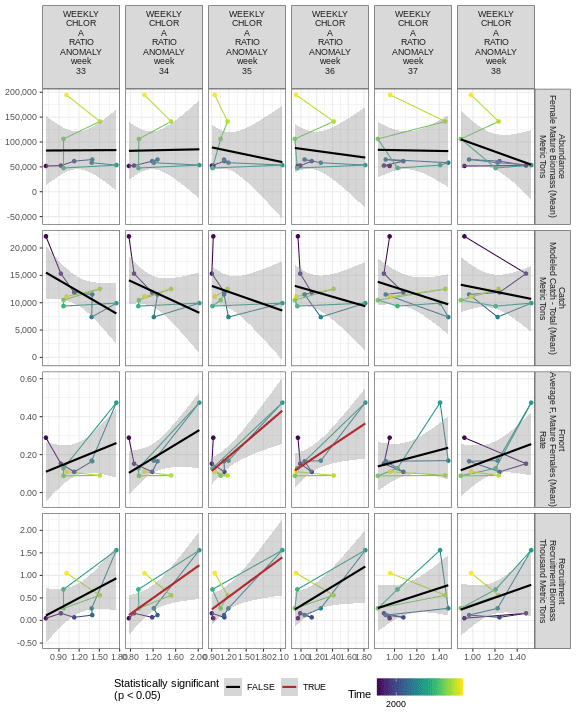 WEEKLY
CHLOR
A
RATIO
ANOMALY
week
33
WEEKLY
CHLOR
A
RATIO
ANOMALY
week
34
WEEKLY
CHLOR
A
RATIO
ANOMALY
week
35
WEEKLY
CHLOR
A
RATIO
ANOMALY
week
36
WEEKLY
CHLOR
A
RATIO
ANOMALY
week
37
WEEKLY
CHLOR
A
RATIO
ANOMALY
week
38
200,000
150,000
100,000
50,000
0
-50,000
Abundance
Female Mature Biomass (Mean)
Metric Tons
20,000
15,000
10,000
5,000
0
Catch
Modeled Catch - Total (Mean)
Metric Tons
0.60
0.40
0.20
0.00
Fmort
Average F, Mature Females (Mean)
Rate
2.00
1.50
1.00
0.50
0.00
-0.50
Recruitment
Recruitment Biomass
Thousand Metric Tons
0.90 1.20 1.50 1.80
0.80 1.20 1.60 2.00
0.90 1.20 1.50 1.80 2.10
1.00 1.20 1.40 1.60 1.80
1.00 1.20 1.40
1.00 1.20 1.40
Statistically significant
(p < 0.05)
FALSE
TRUE
Time
2000